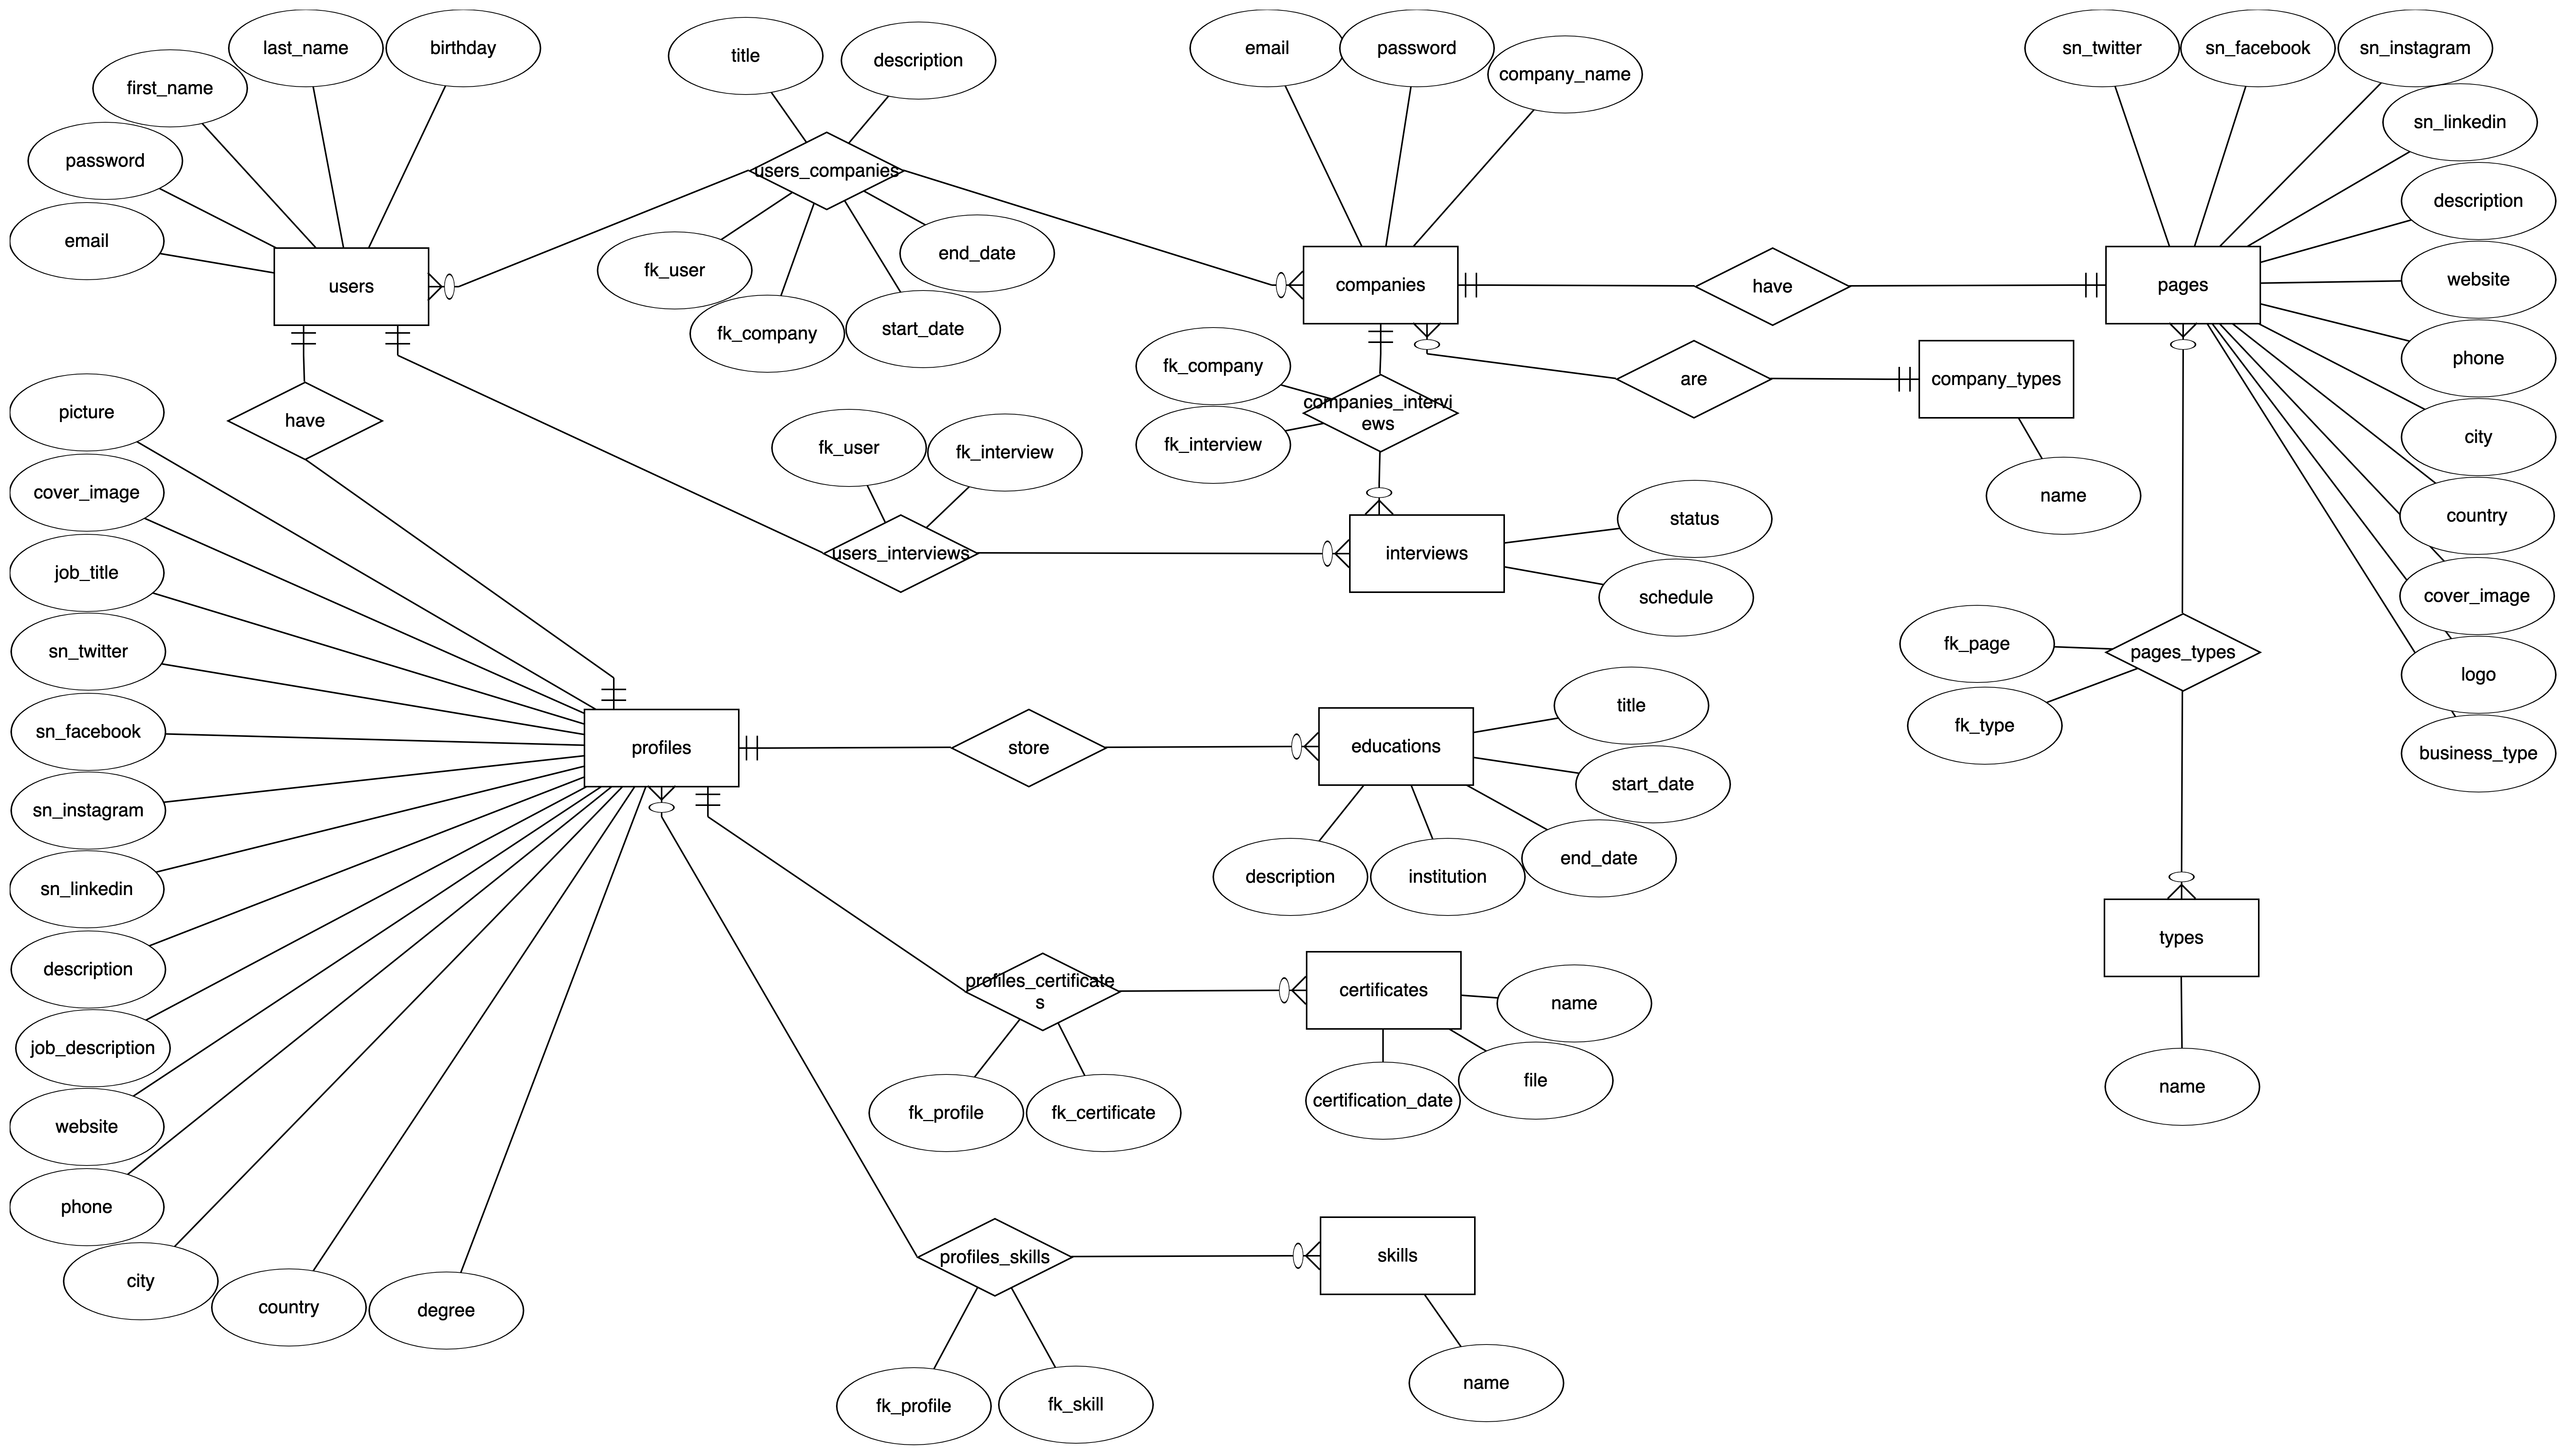 last_name
birthday
first_name
password
email
users
title
description
users_companies
fk_user
fk_company
start_date
end_date
email
password
company_name
companies
have
sn_twitter
sn_facebook
sn_instagram
sn_linkedin
description
website
phone
city
country
cover_image
logo
business_type
pages
are
company_types
name
fk_company
fk_interview
companies_intervi
ews
have
fk_user
fk_interview
users_interviews
interviews
status
schedule
picture
cover_image
job_title
sn_twitter
sn_facebook
sn_instagram
sn_linkedin
description
job_description
website
phone
city
country
degree
profiles
store
educations
title
start_date
end_date
institution
description
fk_page
fk_type
pages_types
types
name
profiles_certificate
s
fk_profile
fk_certificate
certificates
name
file
certification_date
profiles_skills
fk_profile
fk_skill
skills
name